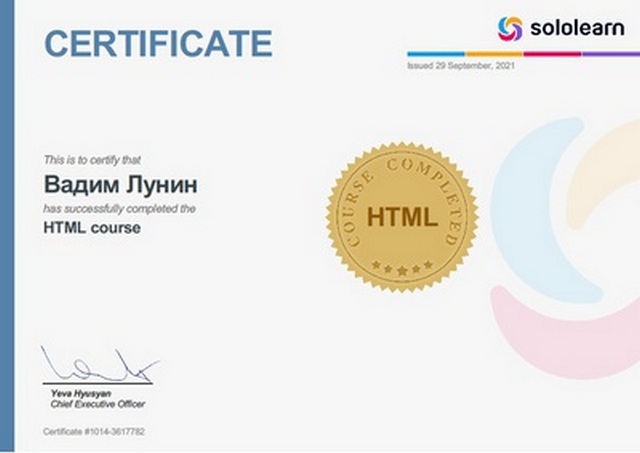 CERTIFICATE
sololearn
Issued 29 September, 2021
This is to certify that
Вадим Лунин
has successfully completed the
HTML course
COURSE COMPLETED
HTML
Yeva Hyusyan
Chief Executive Officer
Certificate #1014-3617782